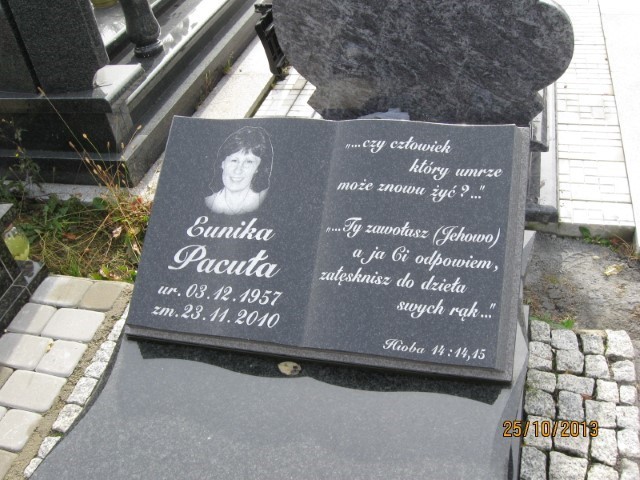 Eunika
Pacuła
ur. 03.12.1957
zm. 23.11.2010
„...czy człowiek
który umrze
może znowu żyć?..."
„...Ty zawołasz (Jehowo)
a ja Ci odpowiem,
zatęsknisz do dzieła
swych rąk..."
Hioba 14:14,15
25/10/2013